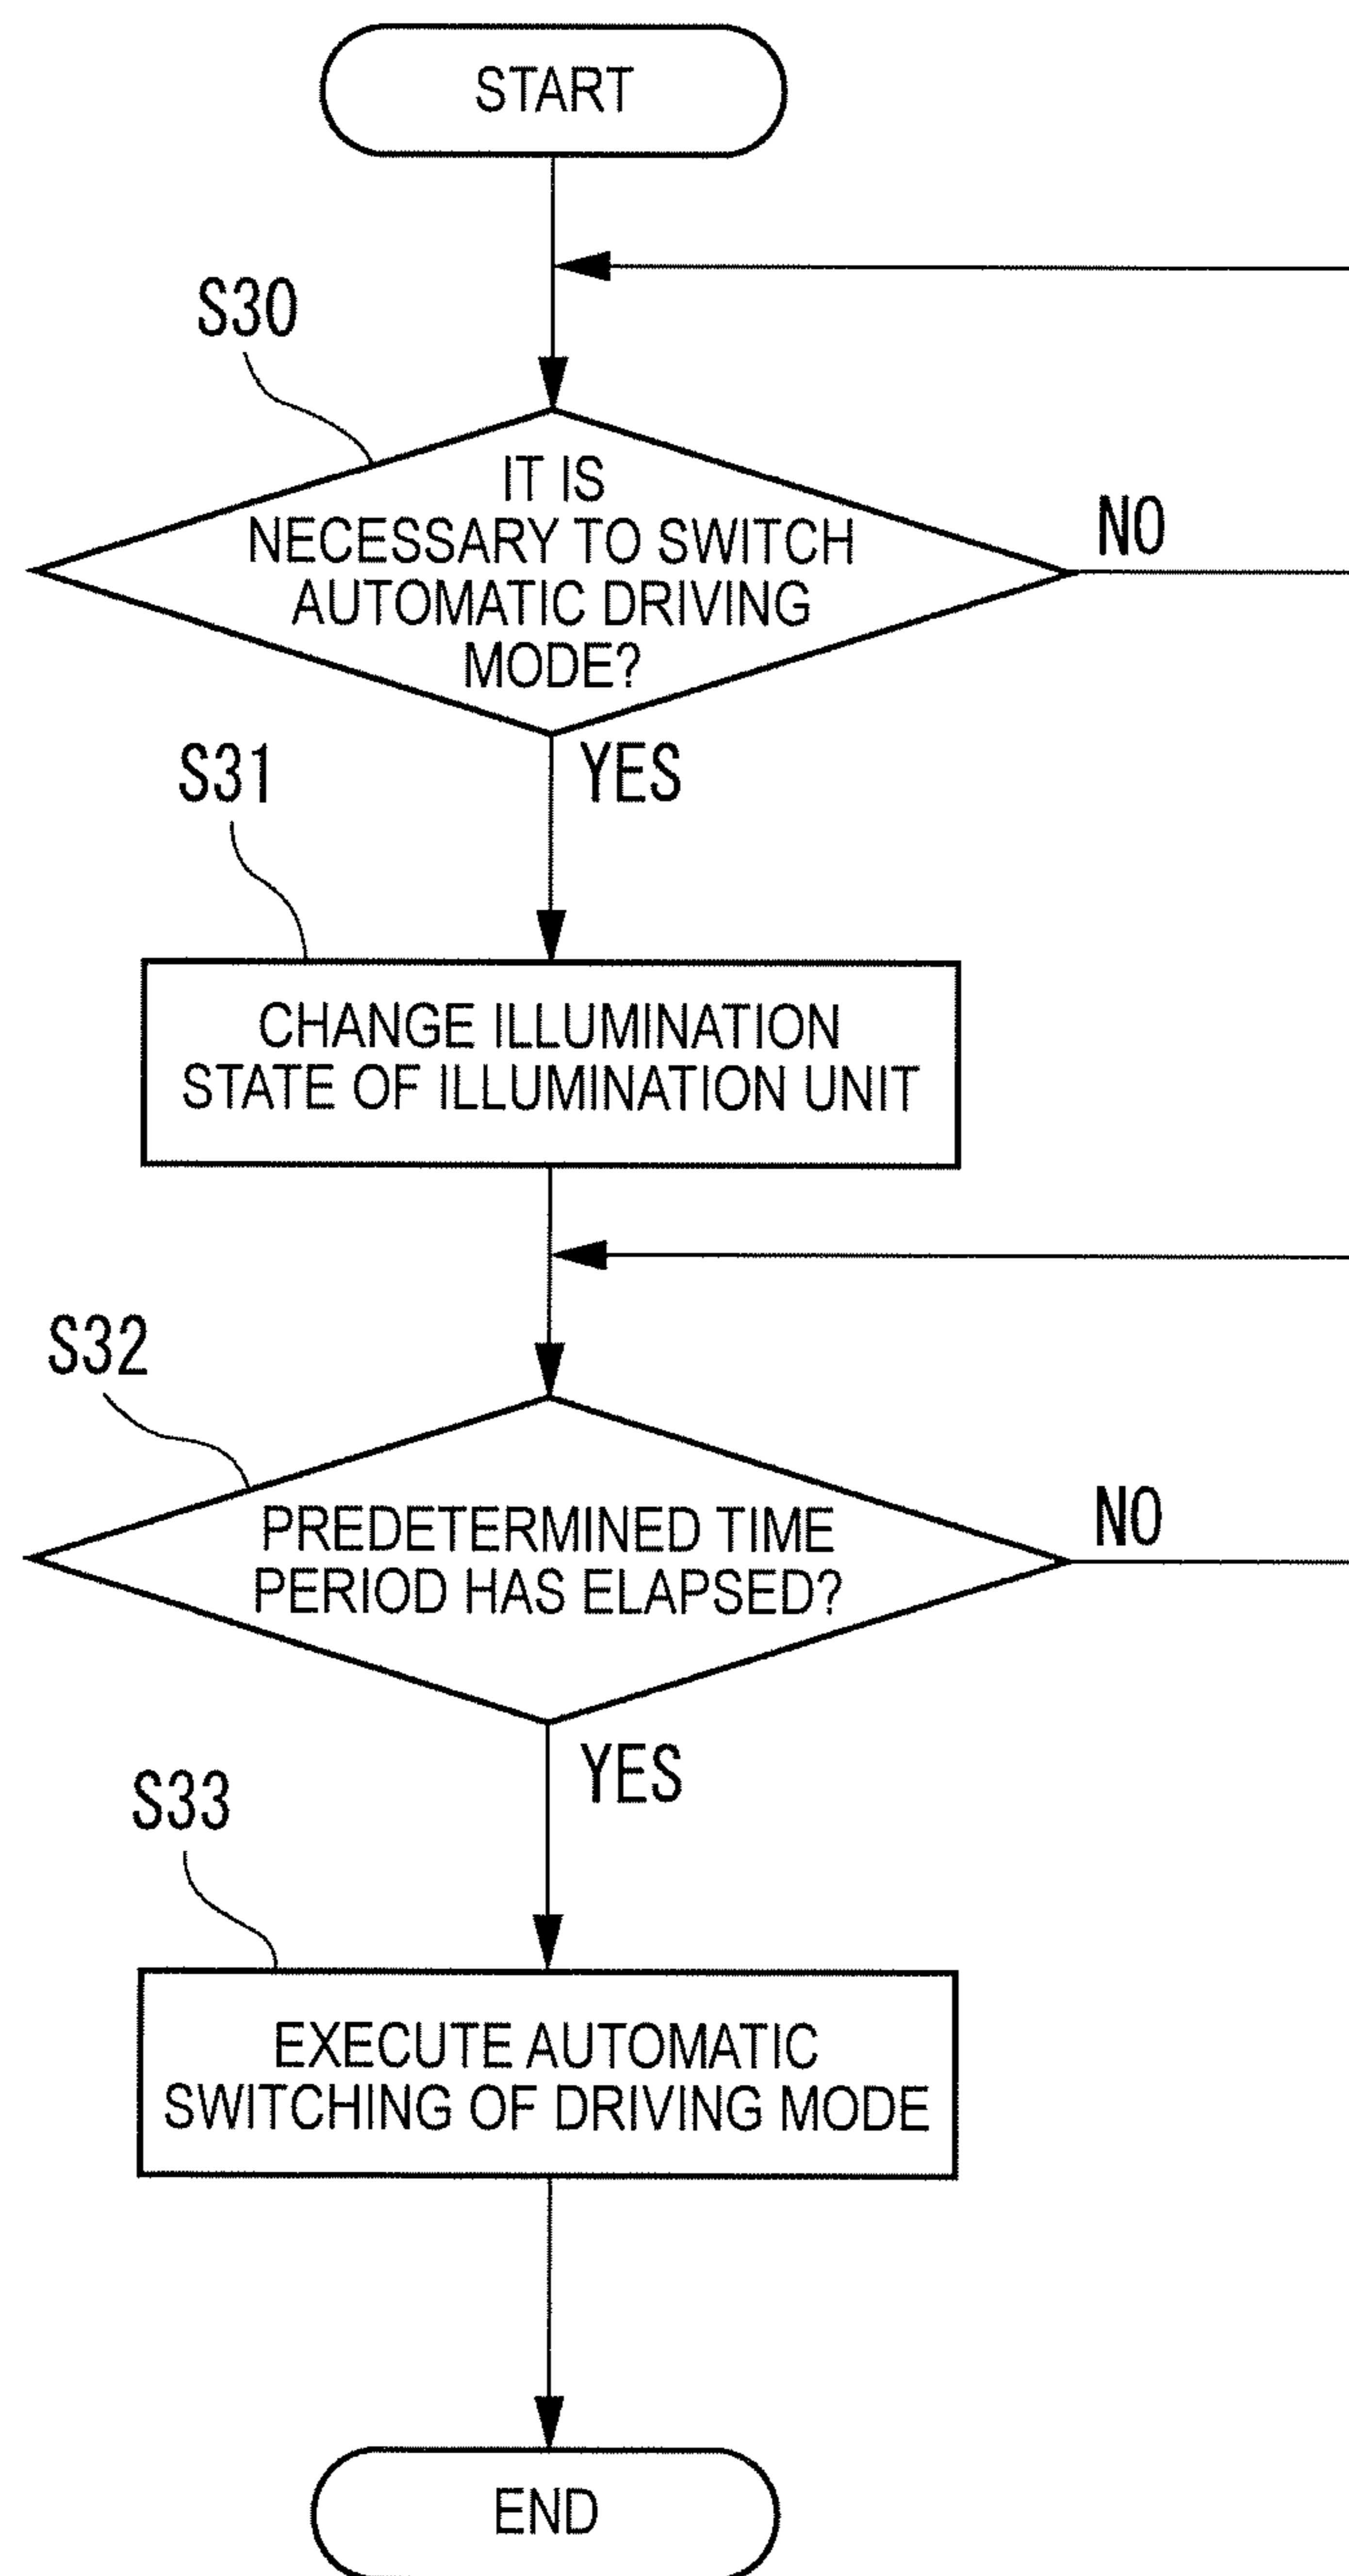 START
S30
IT IS
NECESSARY TO SWITCH
AUTOMATIC DRIVING
MODE?
NO
YES
S31
CHANGE ILLUMINATION
STATE OF ILLUMINATION UNIT
S32
PREDETERMINED TIME
PERIOD HAS ELAPSED?
NO
YES
S33
EXECUTE AUTOMATIC
SWITCHING OF DRIVING MODE
END